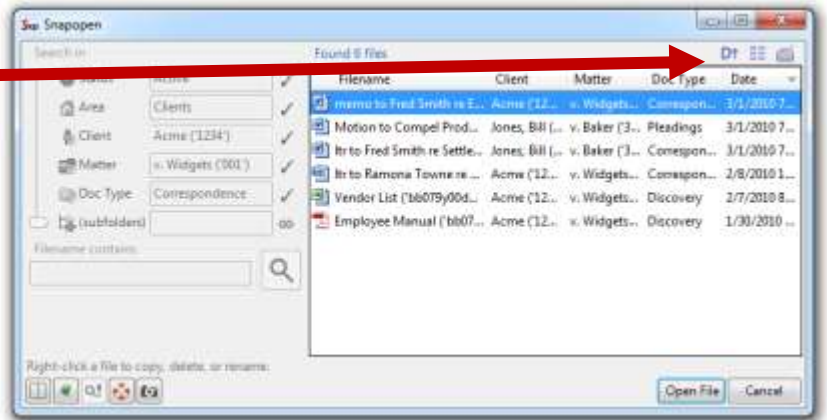 Snapopen
Search in
Found 6 files
D↑
Filename Client Matter Doc Type Date
Area Clients
Client Acme ('1234')
Matter v. Widgets ('001')
Doc Type Correspondence
(subfolders)
Filename contains:
memo to Fred Smith re E... Acme ('12... v. Widgets... Correspon... 3/1/2010 7...
Motion to Compel Prod... Jones, Bill (... v. Baker ('3... Pleadings 3/1/2010 7...
ltr to Fred Smith re Settle... Jones, Bill (... v. Baker ('3... Correspon... 3/1/2010 7...
ltr to Ramona Towne re ... Acme ('12... v. Widgets... Correspon... 2/8/2010 1...
Vendor List ('bb079y00d... Acme ('12... v. Widgets... Discovery 2/7/2010 8...
Employee Manual ('bb07... Acme ('12... v. Widgets... Discovery 1/30/2010 ...
Right-click a file to copy, delete, or rename:
Open File Cancel